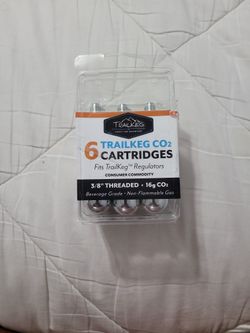 TRAILKEG
6 TRAILKEG CO2
CARTRIDGES
Fits TrailKeg™ Regulators
CONSUMER COMMODITY
3/8" THREADED • 16g CO2
Beverage Grade • Non-Flammable Gas